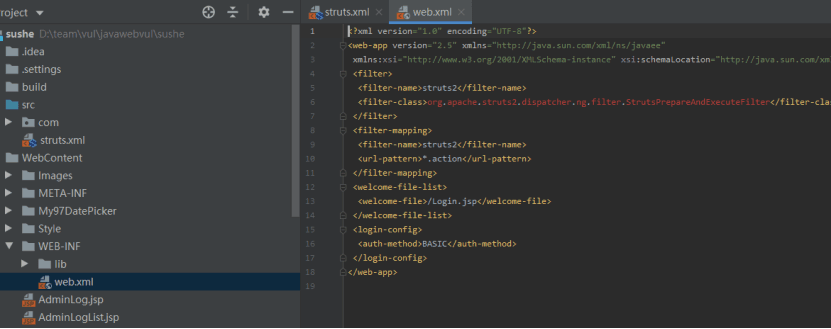 roject
sushe D:\team\vul\javawebvul\sushe
.idea
.settings
build
src
com
struts.xml
WebContent
Images
META-INF
My97DatePicker
Style
WEB-INF
lib
web.xml
AdminLog.jsp
AdminLogList.jsp
struts.xml
web.xml
1 <?xml version="1.0" encoding="UTF-8"?>
2 <web-app version="2.5" xmlns="http://java.sun.com/xml/ns/javaee"
3 xmlns:xsi="http://www.w3.org/2001/XMLSchema-instance" xsi:schemaLocation="http://java.sun.com/xm
4 <filter>
5 <filter-name>struts2</filter-name>
6 <filter-class>org.apache.struts2.dispatcher.ng.filter.StrutsPrepareAndExecuteFilter</filter-clas
7 </filter>
8 <filter-mapping>
9 <filter-name>struts2</filter-name>
10 <url-pattern>*.action</url-pattern>
11 </filter-mapping>
12 <welcome-file-list>
13 <welcome-file>/Login.jsp</welcome-file>
14 </welcome-file-list>
15 <login-config>
16 <auth-method>BASIC</auth-method>
17 </login-config>
18 </web-app>
19